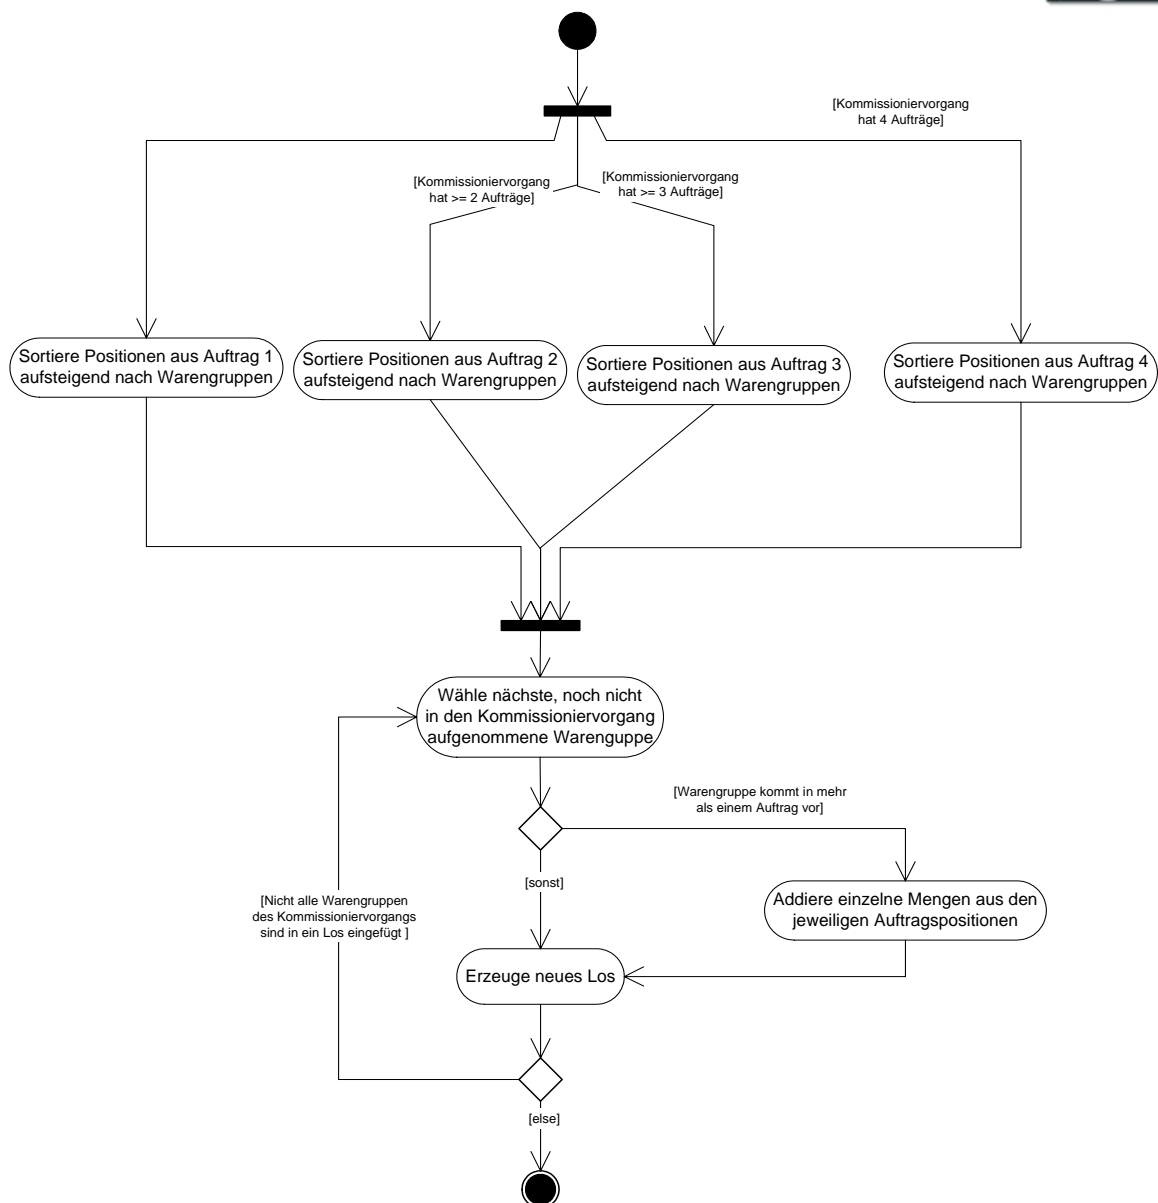 [Kommissioniervorgang
hat 4 Aufträge]
[Kommissioniervorgang
hat >= 2 Aufträge]
[Kommissioniervorgang
hat >= 3 Aufträge]
Sortiere Positionen aus Auftrag 1
aufsteigend nach Warengruppen
Sortiere Positionen aus Auftrag 2
aufsteigend nach Warengruppen
Sortiere Positionen aus Auftrag 3
aufsteigend nach Warengruppen
Sortiere Positionen aus Auftrag 4
aufsteigend nach Warengruppen
Wähle nächste, noch nicht
in den Kommissioniervorgang
aufgenommene Warenguppe
[Warengruppe kommt in mehr
als einem Auftrag vor]
[sonst]
[Nicht alle Warengruppen
des Kommissioniervorgangs
sind in ein Los eingefügt ]
Addiere einzelne Mengen aus den
jeweiligen Auftragspositionen
Erzeuge neues Los
[else]